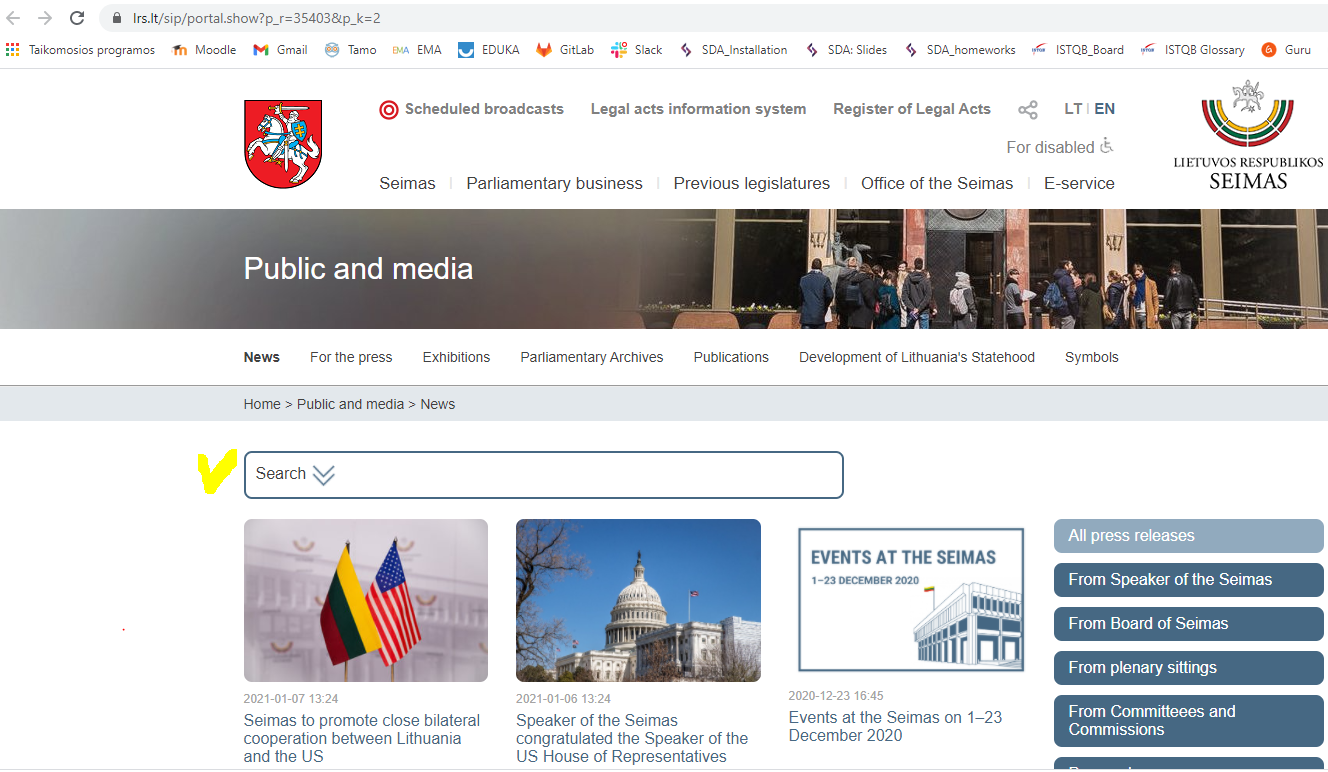 lrs.lt/sip/portal.show?p_r=35403&p_k=2
Taikomosios programos Moodle Gmail Tamo EMA EMA EDUKA GitLab Slack SDA_Installation SDA: Slides SDA_homeworks ISTQB_Board ISTQB Glossary Guru
Scheduled broadcasts Legal acts information system Register of Legal Acts LT | EN
For disabled
Seimas Parliamentary business Previous legislatures Office of the Seimas E-service
LIETUVOS RESPUBLIKOS
SEIMAS
Public and media
News For the press Exhibitions Parliamentary Archives Publications Development of Lithuania's Statehood Symbols
Home > Public and media > News
Search
EVENTS AT THE SEIMAS
1–23 DECEMBER 2020
2021-01-07 13:24
Seimas to promote close bilateral
cooperation between Lithuania
and the US
2021-01-06 13:24
Speaker of the Seimas
congratulated the Speaker of the
US House of Representatives
2020-12-23 16:45
Events at the Seimas on 1–23
December 2020
All press releases
From Speaker of the Seimas
From Board of Seimas
From plenary sittings
From Committeees and
Commissions